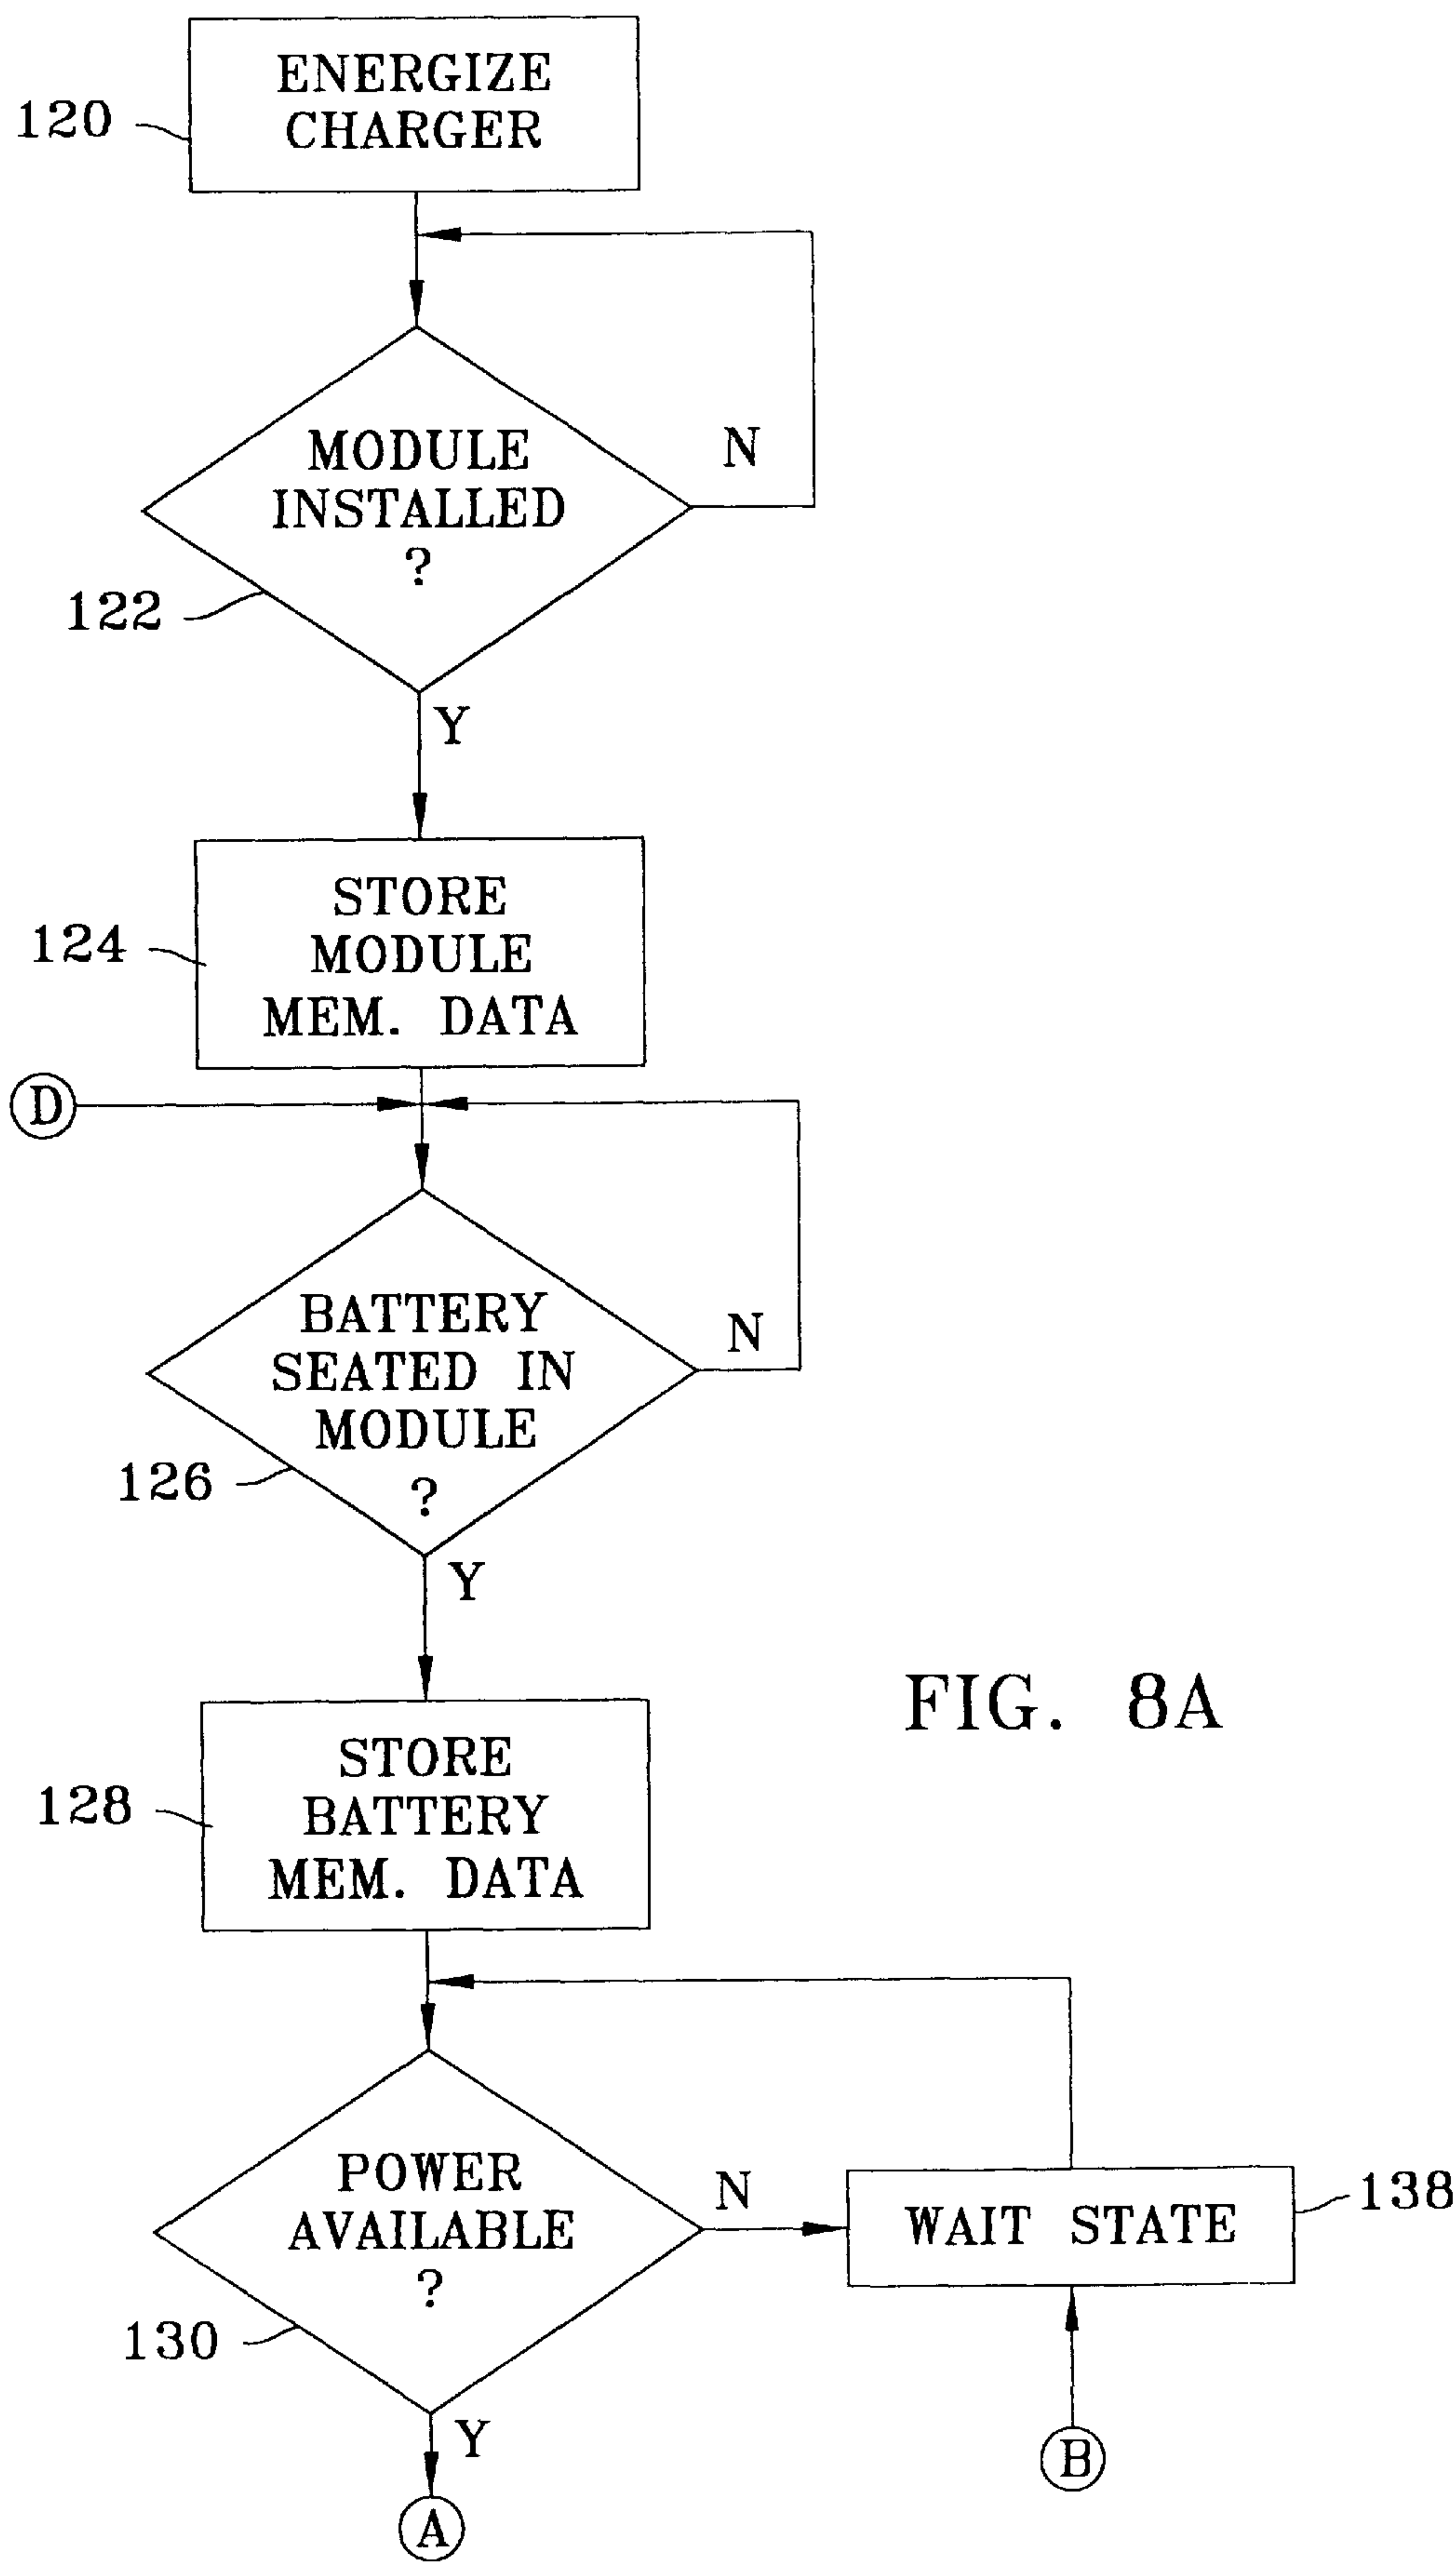 ENERGIZE
CHARGER
120
N
MODULE
INSTALLED
?
122
Y
STORE
MODULE
MEM. DATA
124
D
BATTERY
SEATED IN
MODULE
?
N
126
Y
FIG. 8A
STORE
BATTERY
MEM. DATA
128
POWER
AVAILABLE
?
N
WAIT STATE
138
130
Y
B
A